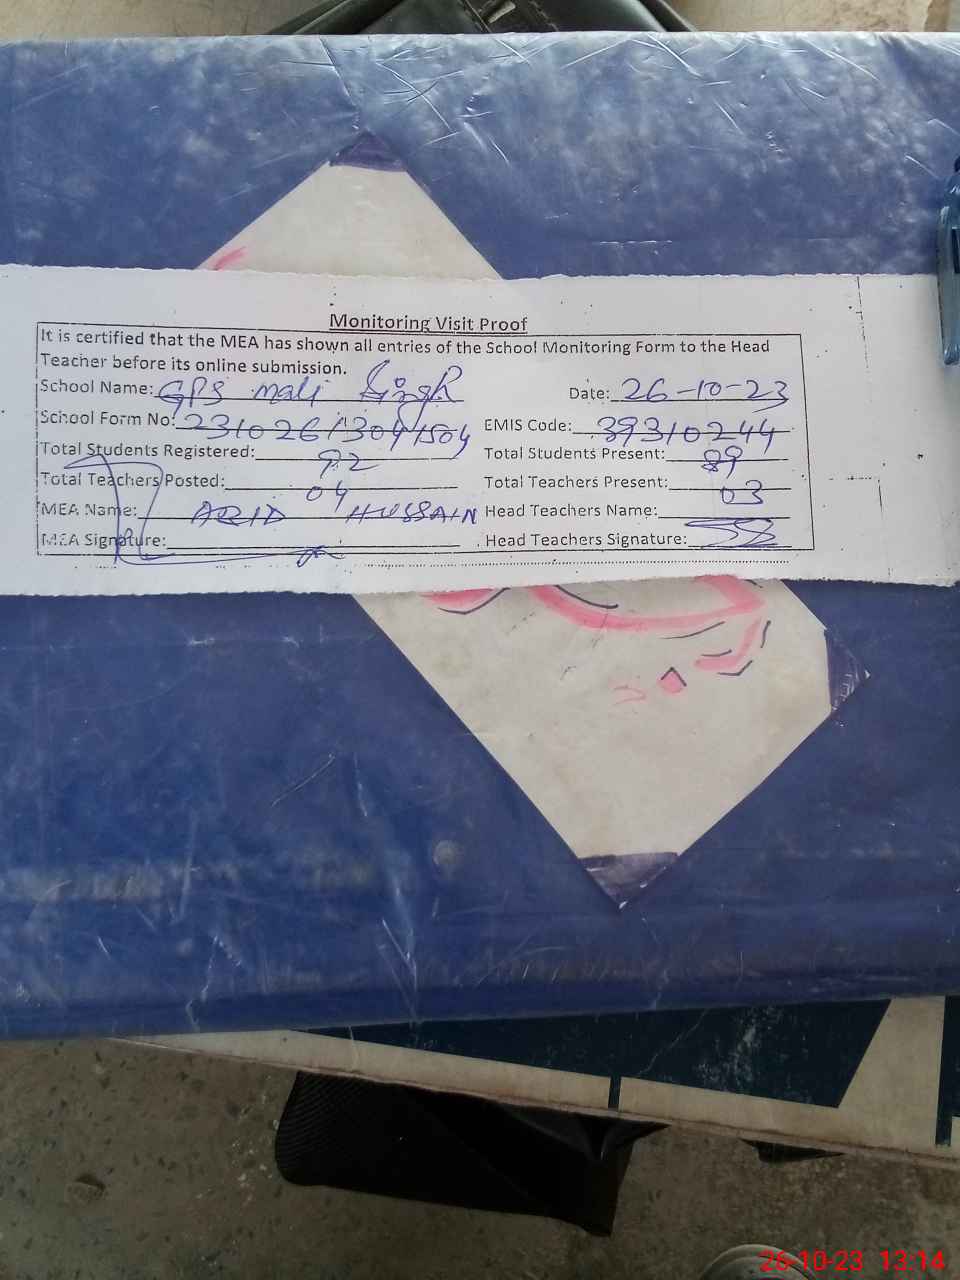 Monitoring Visit Proof
It is certified that the MEA has shown all entries of the School Monitoring Form to the Head
Teacher before its online submission.
School Name: GPS mali Singh Date: 26-10-23
School Form No: EMIS Code: 39310244
Total Students Registered: 92 Total Students Present: 89
Total Teachers Posted: 04 Total Teachers Present: 03
MEA Name: HUSSAIN Head Teachers Name:
MEA Signature: Head Teachers Signature:
26-10-23 13:14